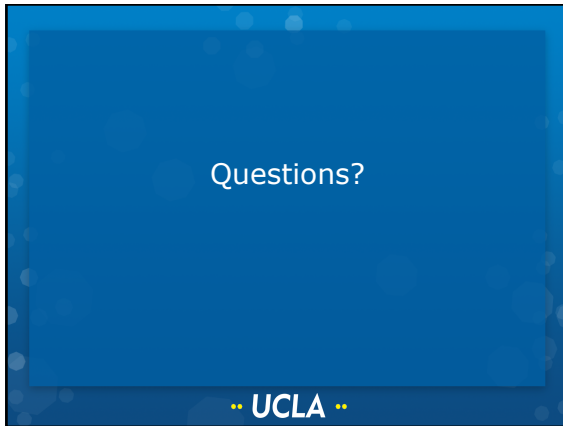 Questions?
•• UCLA ••